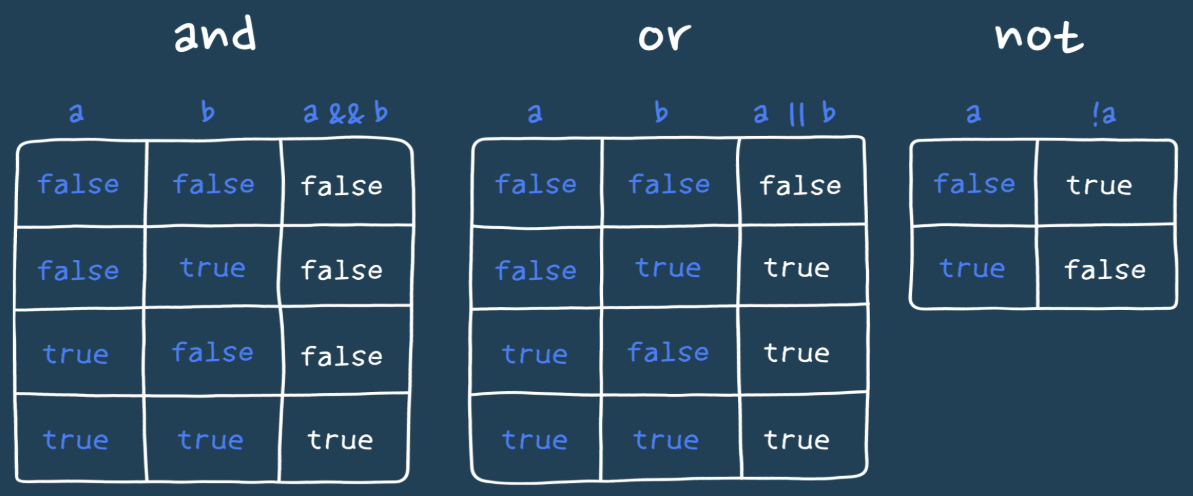 and
a b a && b
false false false
false true false
true false false
true true true
or
a b a || b
false false false
false true true
true false true
true true true
not
a !a
false true
true false